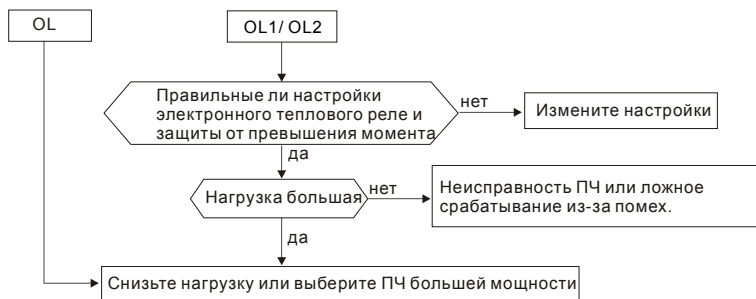 OL
OL1/ OL2
Правильные ли настройки
электронного теплового реле и
защиты от превышения момента
нет
Измените настройки
да
Нагрузка большая
нет
Неисправность ПЧ или ложное
срабатывание из-за помех.
да
Снизьте нагрузку или выберите ПЧ большей мощности